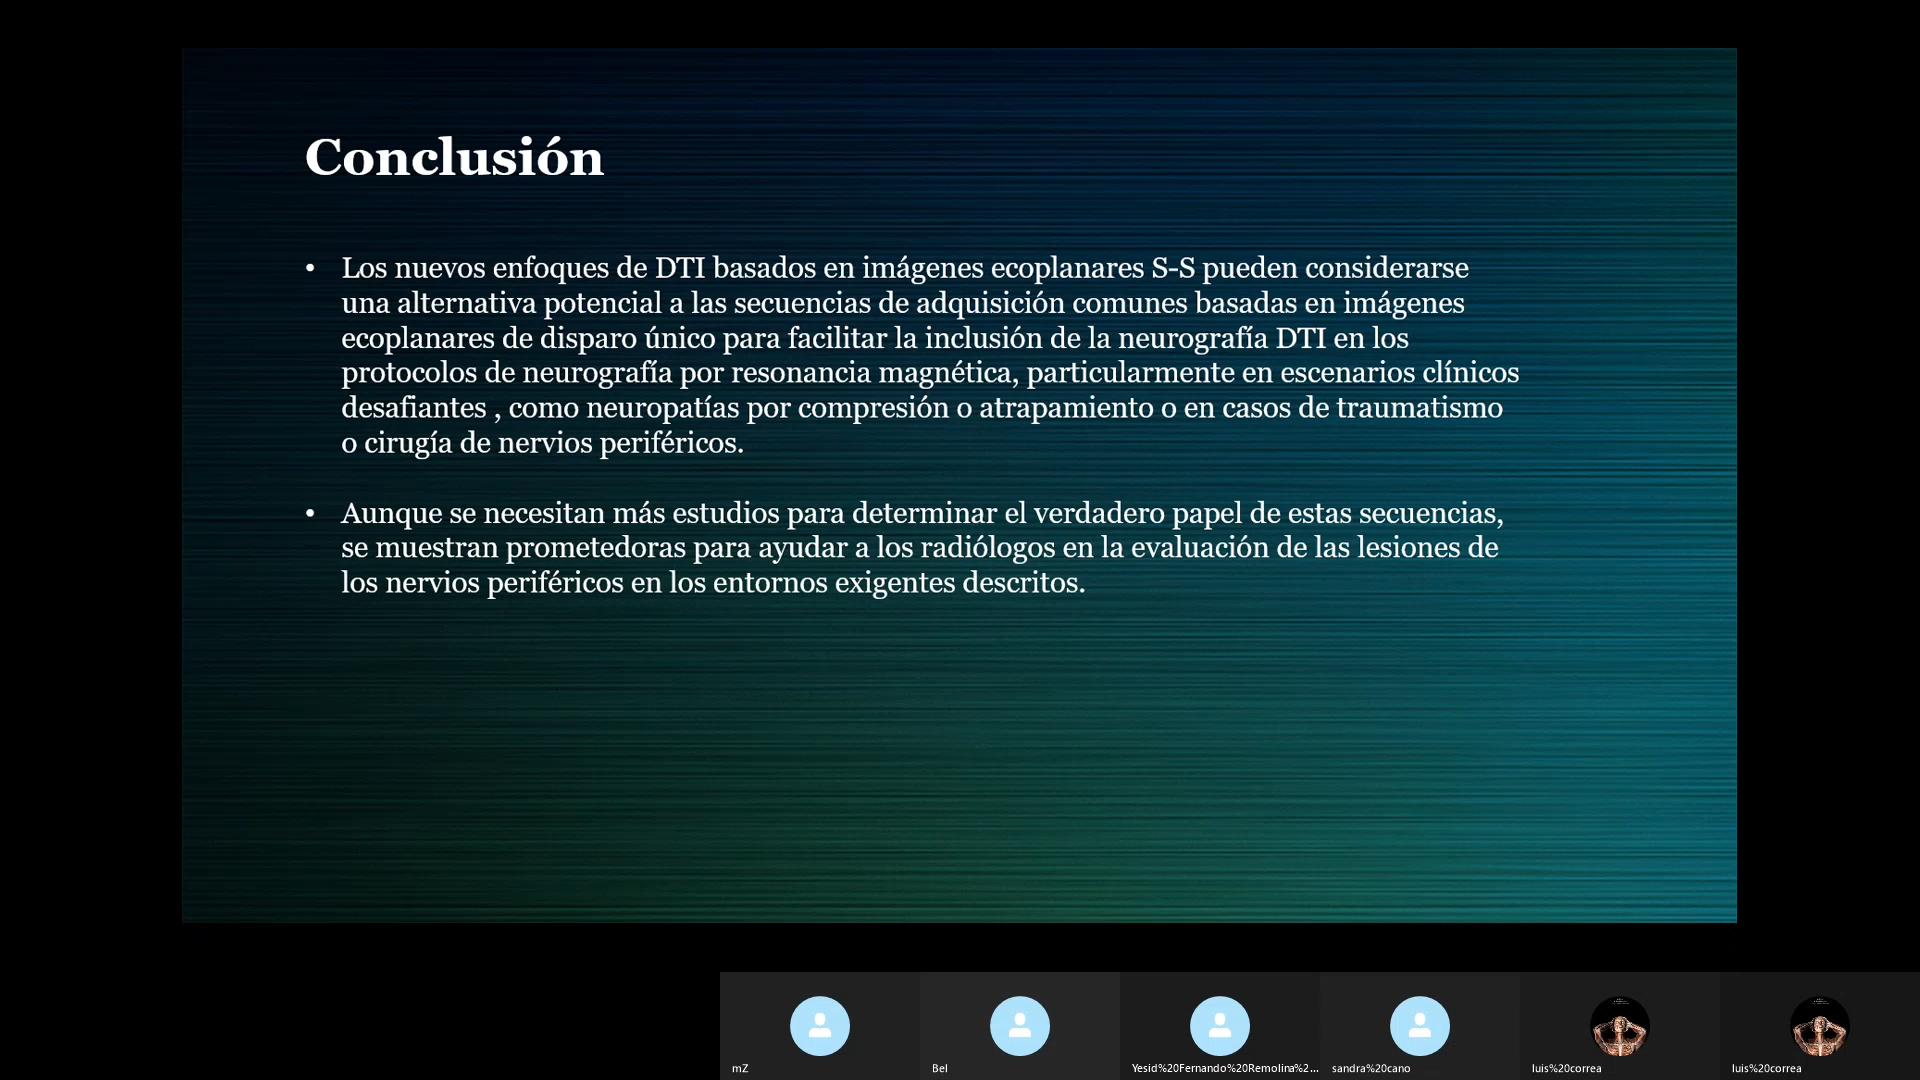 Conclusión
• Los nuevos enfoques de DTI basados en imágenes ecoplanares S-S pueden considerarse
una alternativa potencial a las secuencias de adquisición comunes basadas en imágenes
ecoplanares de disparo único para facilitar la inclusión de la neurografía DTI en los
protocolos de neurografía por resonancia magnética, particularmente en escenarios clínicos
desafiantes , como neuropatías por compresión o atrapamiento o en casos de traumatismo
o cirugía de nervios periféricos.
• Aunque se necesitan más estudios para determinar el verdadero papel de estas secuencias,
se muestran prometedoras para ayudar a los radiólogos en la evaluación de las lesiones de
los nervios periféricos en los entornos exigentes descritos.
mZ
Bel
Yesid%20Fernando%20Remolina%2...
sandra%20cano
luis%20correa
luis%20correa